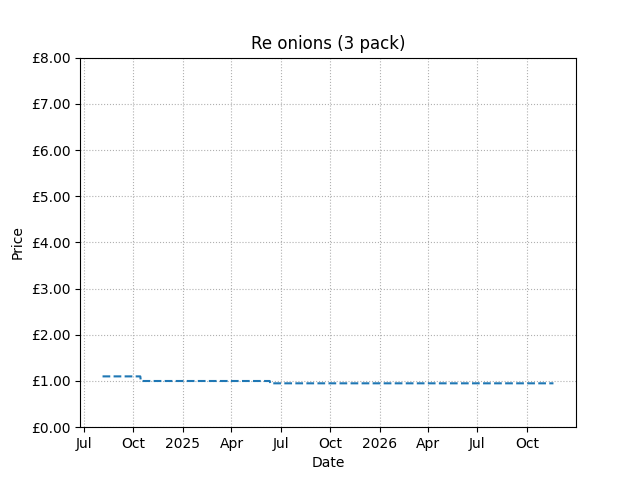 Re onions (3 pack)
£8.00
£7.00
£6.00
£5.00
£4.00
£3.00
£2.00
£1.00
£0.00
Price
Jul Oct 2025 Apr Jul Oct 2026 Apr Jul Oct
Date